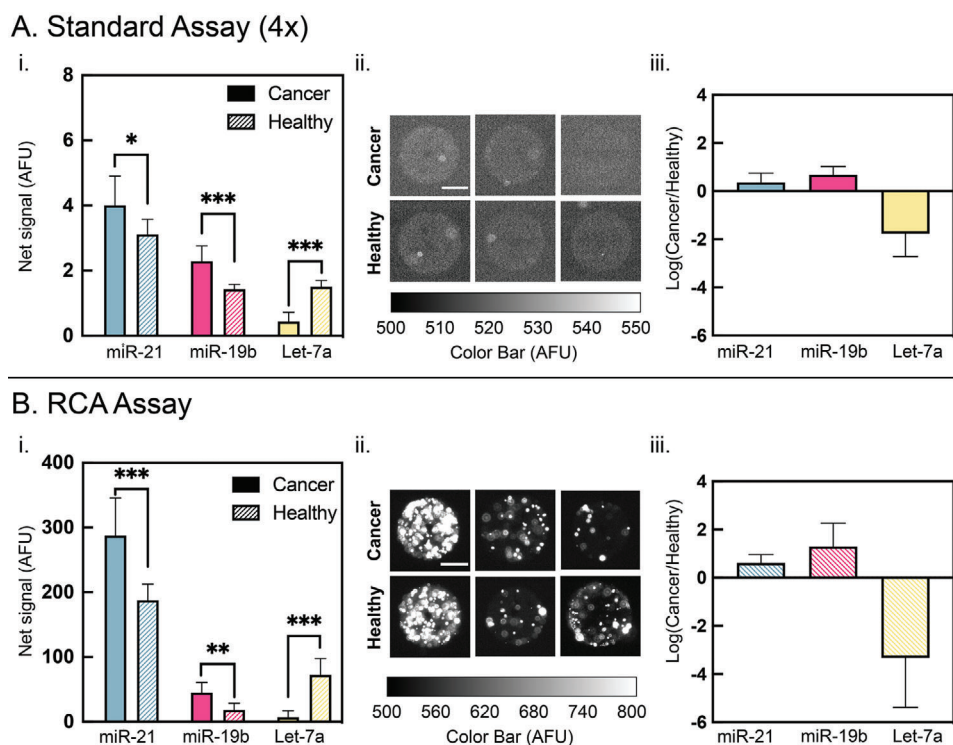 A. Standard Assay (4x)
i.
ii.
iii.
Net signal (AFU)
8
6
4
2
0
Cancer
Healthy
*
***
***
miR-21
miR-19b
Let-7a
Cancer
Healthy
500 510 520 530 540 550
Color Bar (AFU)
Log(Cancer/Healthy)
4
2
0
-2
-4
-6
miR-21
miR-19b
Let-7a
B. RCA Assay
i.
ii.
iii.
Net signal (AFU)
400
300
200
100
0
Cancer
Healthy
***
**
***
miR-21
miR-19b
Let-7a
Cancer
Healthy
500 560 620 680 740 800
Color Bar (AFU)
Log(Cancer/Healthy)
4
2
0
-2
-4
-6
miR-21
miR-19b
Let-7a